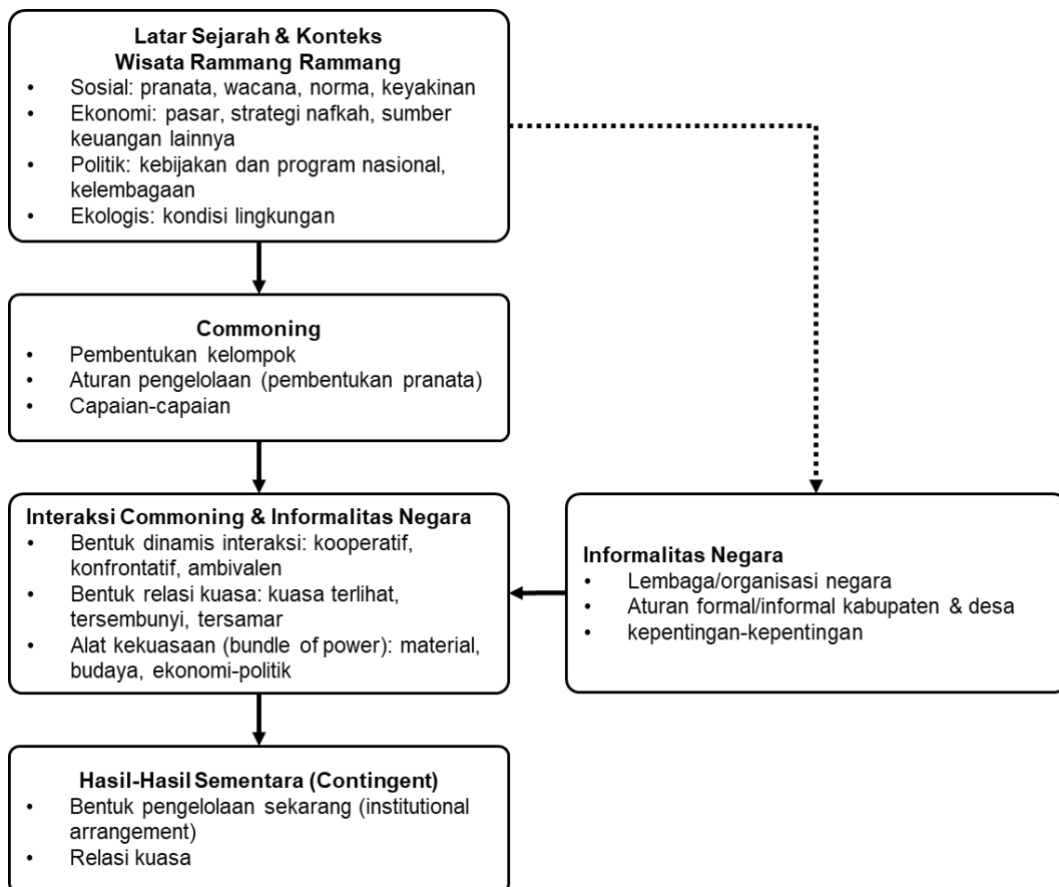 Latar Sejarah & Konteks
Wisata Rammang Rammang
• Sosial: pranata, wacana, norma, keyakinan
• Ekonomi: pasar, strategi nafkah, sumber
keuangan lainnya
• Politik: kebijakan dan program nasional,
kelembagaan
• Ekologis: kondisi lingkungan
Commoning
• Pembentukan kelompok
• Aturan pengelolaan (pembentukan pranata)
• Capaian-capaian
Interaksi Commoning & Informalitas Negara
• Bentuk dinamis interaksi: kooperatif,
konfrontatif, ambivalen
• Bentuk relasi kuasa: kuasa terlihat,
tersembunyi, tersamar
• Alat kekuasaan (bundle of power): material,
budaya, ekonomi-politik
Informalitas Negara
• Lembaga/organisasi negara
• Aturan formal/informal kabupaten & desa
• kepentingan-kepentingan
Hasil-Hasil Sementara (Contingent)
• Bentuk pengelolaan sekarang (institutional
arrangement)
• Relasi kuasa